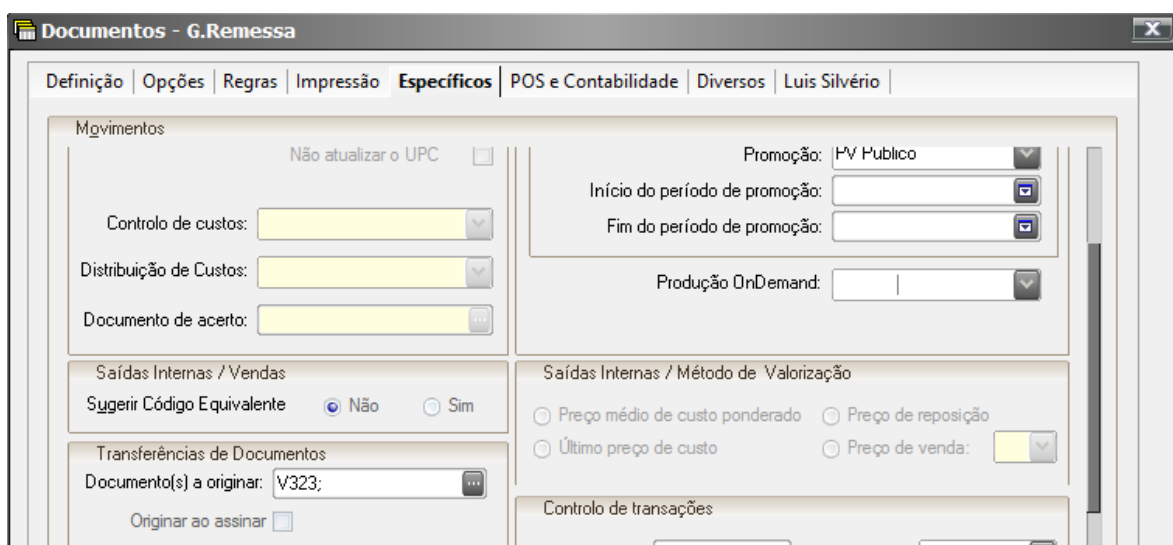 Documentos - G.Remessa
Definição Opções Regras Impressão Específicos POS e Contabilidade Diversos Luis Silvério
Movimentos
Não atualizar o UPC
Controlo de custos:
Distribuição de Custos:
Documento de acerto:
Promoção: PV Publico
Início do período de promoção:
Fim do período de promoção:
Produção OnDemand:
Saídas Internas / Vendas
Sugerir Código Equivalente Não Sim
Saídas Internas / Método de Valorização
Preço médio de custo ponderado Preço de reposição
Último preço de custo Preço de venda:
Transferências de Documentos
Documento(s) a originar: V323;
Originar ao assinar
Controlo de transações